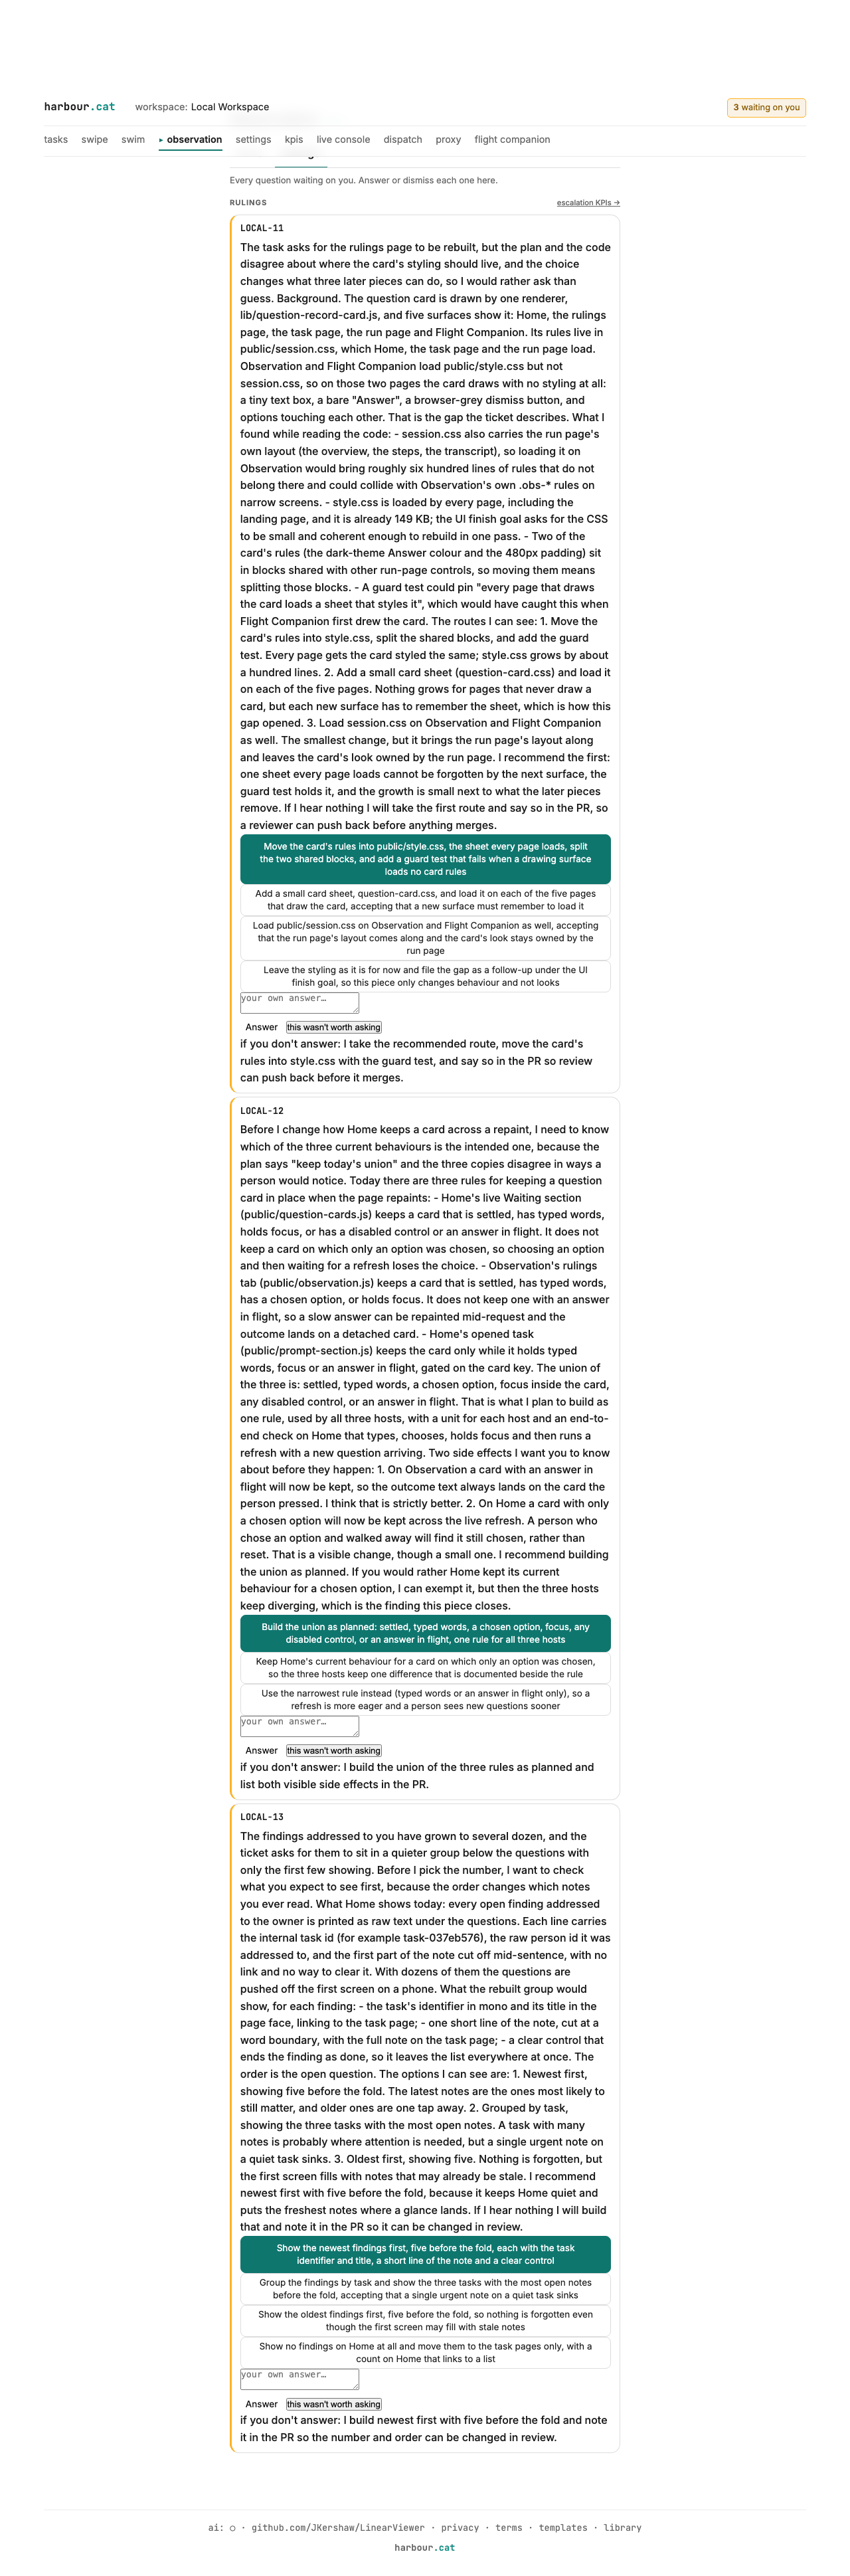 harbour.cat
workspace: Local Workspace
3 waiting on you
tasks
swipe
swim
▸ observation
settings
kpis
live console
dispatch
proxy
flight companion
Every question waiting on you. Answer or dismiss each one here.
RULINGS
escalation KPIs →
LOCAL-11
The task asks for the rulings page to be rebuilt, but the plan and the code
disagree about where the card's styling should live, and the choice
changes what three later pieces can do, so I would rather ask than
guess. Background. The question card is drawn by one renderer,
lib/question-record-card.js, and five surfaces show it: Home, the rulings
page, the task page, the run page and Flight Companion. Its rules live in
public/session.css, which Home, the task page and the run page load.
Observation and Flight Companion load public/style.css but not
session.css, so on those two pages the card draws with no styling at all:
a tiny text box, a bare "Answer", a browser-grey dismiss button, and
options touching each other. That is the gap the ticket describes. What I
found while reading the code: - session.css also carries the run page's
own layout (the overview, the steps, the transcript), so loading it on
Observation would bring roughly six hundred lines of rules that do not
belong there and could collide with Observation's own .obs-* rules on
narrow screens. - style.css is loaded by every page, including the
landing page, and it is already 149 KB; the UI finish goal asks for the CSS
to be small and coherent enough to rebuild in one pass. - Two of the
card's rules (the dark-theme Answer colour and the 480px padding) sit
in blocks shared with other run-page controls, so moving them means
splitting those blocks. - A guard test could pin "every page that draws
the card loads a sheet that styles it", which would have caught this when
Flight Companion first drew the card. The routes I can see: 1. Move the
card's rules into style.css, split the shared blocks, and add the guard
test. Every page gets the card styled the same; style.css grows by about
a hundred lines. 2. Add a small card sheet (question-card.css) and load it
on each of the five pages. Nothing grows for pages that never draw a
card, but each new surface has to remember the sheet, which is how this
gap opened. 3. Load session.css on Observation and Flight Companion
as well. The smallest change, but it brings the run page's layout along
and leaves the card's look owned by the run page. I recommend the first:
one sheet every page loads cannot be forgotten by the next surface, the
guard test holds it, and the growth is small next to what the later pieces
remove. If I hear nothing I will take the first route and say so in the PR, so
a reviewer can push back before anything merges.
Move the card's rules into public/style.css, the sheet every page loads, split
the two shared blocks, and add a guard test that fails when a drawing surface
loads no card rules
Add a small card sheet, question-card.css, and load it on each of the five pages
that draw the card, accepting that a new surface must remember to load it
Load public/session.css on Observation and Flight Companion as well, accepting
that the run page's layout comes along and the card's look stays owned by the
run page
Leave the styling as it is for now and file the gap as a follow-up under the UI
finish goal, so this piece only changes behaviour and not looks
your own answer…
Answer
this wasn't worth asking
if you don't answer: I take the recommended route, move the card's
rules into style.css with the guard test, and say so in the PR so review
can push back before it merges.
LOCAL-12
Before I change how Home keeps a card across a repaint, I need to know
which of the three current behaviours is the intended one, because the
plan says "keep today's union" and the three copies disagree in ways a
person would notice. Today there are three rules for keeping a question
card in place when the page repaints: - Home's live Waiting section
(public/question-cards.js) keeps a card that is settled, has typed words,
holds focus, or has a disabled control or an answer in flight. It does not
keep a card on which only an option was chosen, so choosing an option
and then waiting for a refresh loses the choice. - Observation's rulings
tab (public/observation.js) keeps a card that is settled, has typed words,
has a chosen option, or holds focus. It does not keep one with an answer
in flight, so a slow answer can be repainted mid-request and the
outcome lands on a detached card. - Home's opened task
(public/prompt-section.js) keeps the card only while it holds typed
words, focus or an answer in flight, gated on the card key. The union of
the three is: settled, typed words, a chosen option, focus inside the card,
any disabled control, or an answer in flight. That is what I plan to build as
one rule, used by all three hosts, with a unit for each host and an end-to-
end check on Home that types, chooses, holds focus and then runs a
refresh with a new question arriving. Two side effects I want you to know
about before they happen: 1. On Observation a card with an answer in
flight will now be kept, so the outcome text always lands on the card the
person pressed. I think that is strictly better. 2. On Home a card with only
a chosen option will now be kept across the live refresh. A person who
chose an option and walked away will find it still chosen, rather than
reset. That is a visible change, though a small one. I recommend building
the union as planned. If you would rather Home kept its current
behaviour for a chosen option, I can exempt it, but then the three hosts
keep diverging, which is the finding this piece closes.
Build the union as planned: settled, typed words, a chosen option, focus, any
disabled control, or an answer in flight, one rule for all three hosts
Keep Home's current behaviour for a card on which only an option was chosen,
so the three hosts keep one difference that is documented beside the rule
Use the narrowest rule instead (typed words or an answer in flight only), so a
refresh is more eager and a person sees new questions sooner
your own answer…
Answer
this wasn't worth asking
if you don't answer: I build the union of the three rules as planned and
list both visible side effects in the PR.
LOCAL-13
The findings addressed to you have grown to several dozen, and the
ticket asks for them to sit in a quieter group below the questions with
only the first few showing. Before I pick the number, I want to check
what you expect to see first, because the order changes which notes
you ever read. What Home shows today: every open finding addressed
to the owner is printed as raw text under the questions. Each line carries
the internal task id (for example task-037eb576), the raw person id it was
addressed to, and the first part of the note cut off mid-sentence, with no
link and no way to clear it. With dozens of them the questions are
pushed off the first screen on a phone. What the rebuilt group would
show, for each finding: - the task's identifier in mono and its title in the
page face, linking to the task page; - one short line of the note, cut at a
word boundary, with the full note on the task page; - a clear control that
ends the finding as done, so it leaves the list everywhere at once. The
order is the open question. The options I can see are: 1. Newest first,
showing five before the fold. The latest notes are the ones most likely to
still matter, and older ones are one tap away. 2. Grouped by task,
showing the three tasks with the most open notes. A task with many
notes is probably where attention is needed, but a single urgent note on
a quiet task sinks. 3. Oldest first, showing five. Nothing is forgotten, but
the first screen fills with notes that may already be stale. I recommend
newest first with five before the fold, because it keeps Home quiet and
puts the freshest notes where a glance lands. If I hear nothing I will build
that and note it in the PR so it can be changed in review.
Show the newest findings first, five before the fold, each with the task
identifier and title, a short line of the note and a clear control
Group the findings by task and show the three tasks with the most open notes
before the fold, accepting that a single urgent note on a quiet task sinks
Show the oldest findings first, five before the fold, so nothing is forgotten even
though the first screen may fill with stale notes
Show no findings on Home at all and move them to the task pages only, with a
count on Home that links to a list
your own answer…
Answer
this wasn't worth asking
if you don't answer: I build newest first with five before the fold and note
it in the PR so the number and order can be changed in review.
ai: ○ · github.com/JKershaw/LinearViewer · privacy · terms · templates · library
harbour.cat